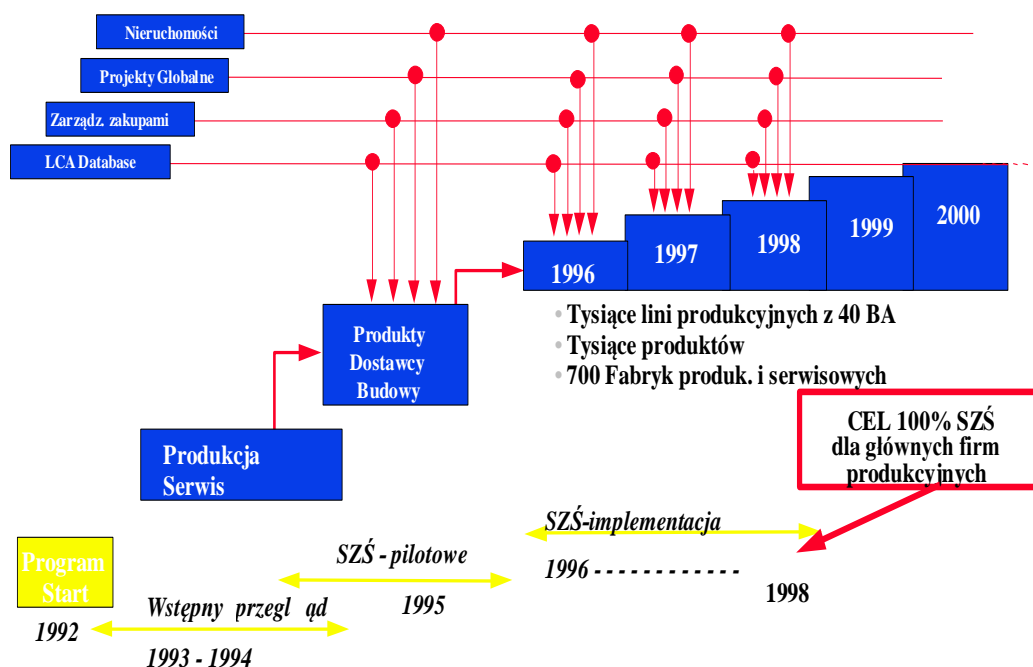 Nieruchomości
Projekty Globalne
Zarządz. zakupami
LCA Database
1996
1997
1998
1999
2000
• Tysiące lini produkcyjnych z 40 BA
• Tysiące produktów
• 700 Fabryk produk. i serwisowych
Produkty
Dostawcy
Budowy
Produkcja
Serwis
CEL 100% SZŚ
dla głównych firm
produkcyjnych
SZŚ-implementacja
1996 - - - - - - - - - - - -
1998
SZŚ - pilotowe
1995
Program
Start
1992
Wstępny przegl ąd
1993 - 1994